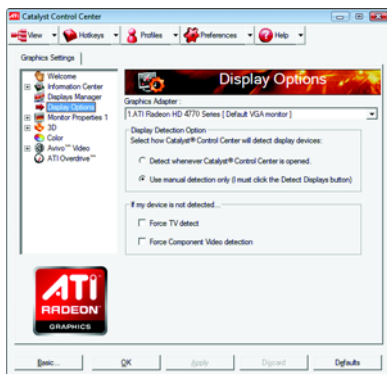 ATI Catalyst Control Center
View Hotkeys Profiles Preferences Help
Graphics Settings
Welcome
Information Center
Displays Manager
Display Options
Monitor Properties 1
3D
Color
Avivo™ Video
ATI Overdrive™
Display Options
Graphics Adapter :
1.ATI Radeon HD 4770 Series [ Default VGA monitor ]
Display Detection Option
Select how Catalyst® Control Center will detect display devices:
Detect whenever Catalyst® Control Center is opened.
Use manual detection only (I must click the Detect Displays button)
If my device is not detected...
Force TV detect
Force Component Video detection
ATI
RADEON
GRAPHICS
Basic... OK Apply Discard Defaults